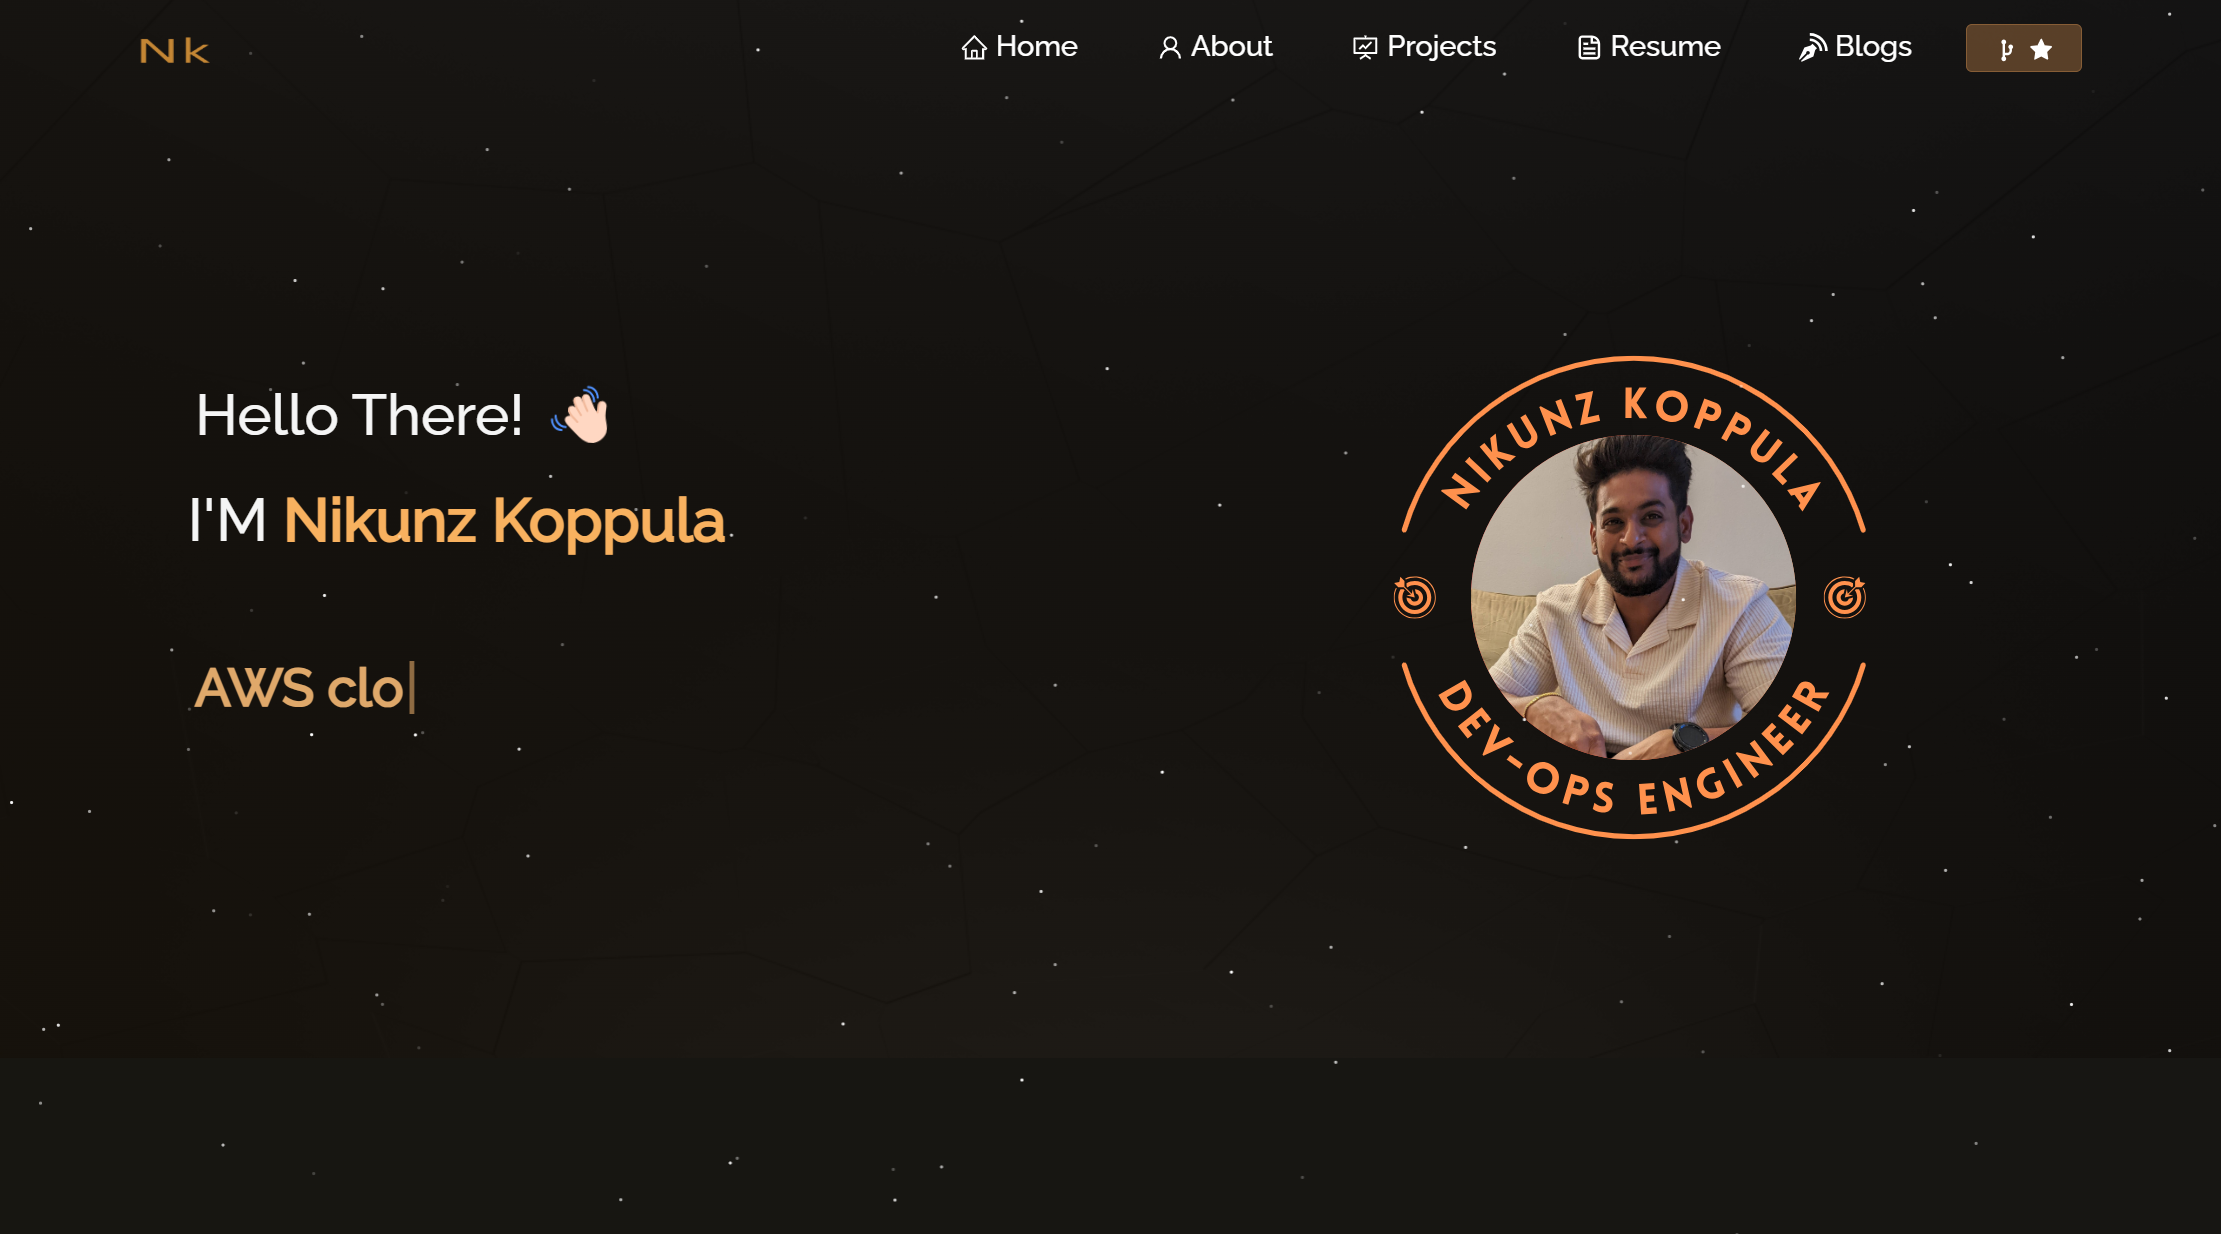 Nk
Home
About
Projects
Resume
Blogs
Hello There!
I'M Nikunz Koppula
AWS clo
NIKUNZ KOPPULA
DEV-OPS ENGINEER